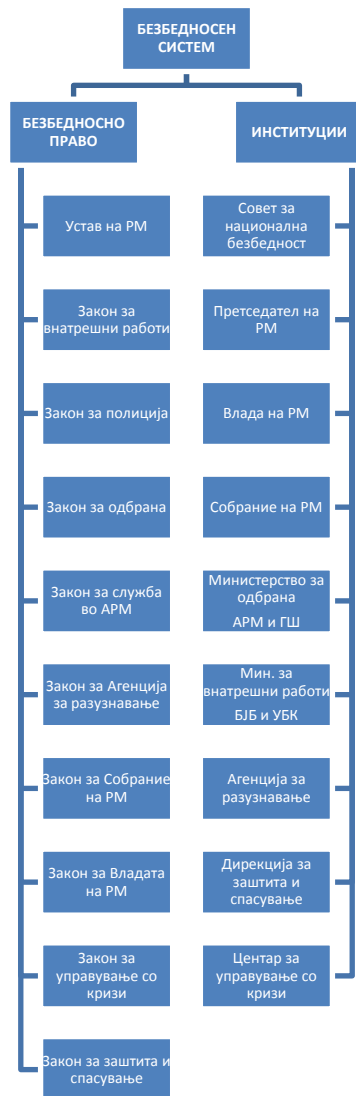 БЕЗБЕДНОСЕН
СИСТЕМ
БЕЗБЕДНОСНО
ПРАВО
Устав на РМ
Закон за
внатрешни работи
Закон за полиција
Закон за одбрана
Закон за служба
во АРМ
Закон за Агенција
за разузнавање
Закон за Собрание
на РМ
Закон за Владата
на РМ
Закон за
управување со
кризи
Закон за заштита и
спасување
ИНСТИТУЦИИ
Совет за
национална
безбедност
Претседател на
РМ
Влада на РМ
Собрание на РМ
Министерство за
одбрана
АРМ и ГШ
Мин. за
внатрешни работи
БЈБ и УБК
Агенција за
разузнавање
Дирекција за
заштита и
спасување
Центар за
управување со
кризи